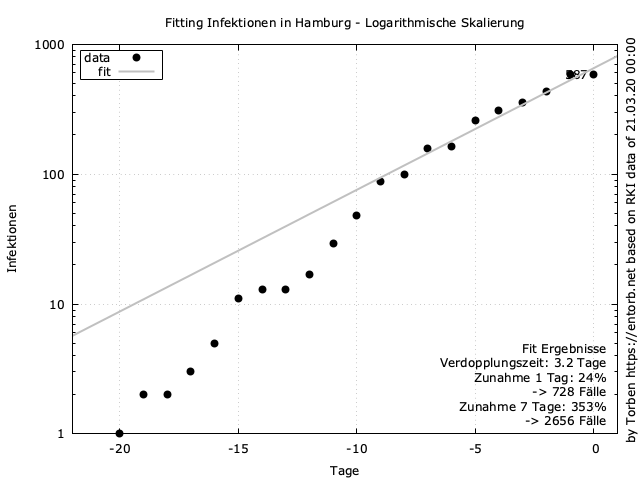 Fitting Infektionen in Hamburg - Logarithmische Skalierung
1000
100
10
1
Infektionen
data
fit
587
Fit Ergebnisse
Verdopplungszeit: 3.2 Tage
Zunahme 1 Tag: 24%
-> 728 Fälle
Zunahme 7 Tage: 353%
-> 2656 Fälle
-20 -15 -10 -5 0
Tage
by Torben https://entorb.net based on RKI data of 21.03.20 00:00